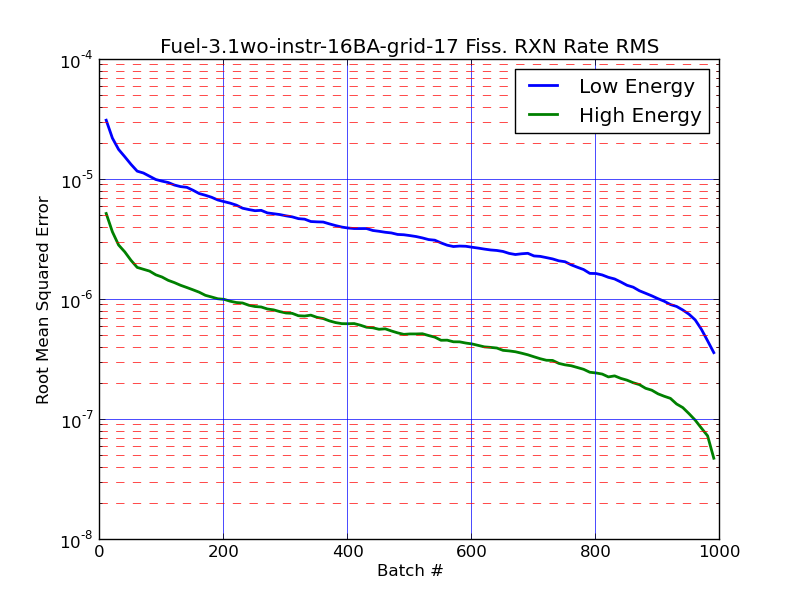 Fuel-3.1wo-instr-16BA-grid-17 Fiss. RXN Rate RMS
10^-4
Low Energy
High Energy
10^-5
10^-6
10^-7
10^-8
Root Mean Squared Error
0 200 400 600 800 1000
Batch #